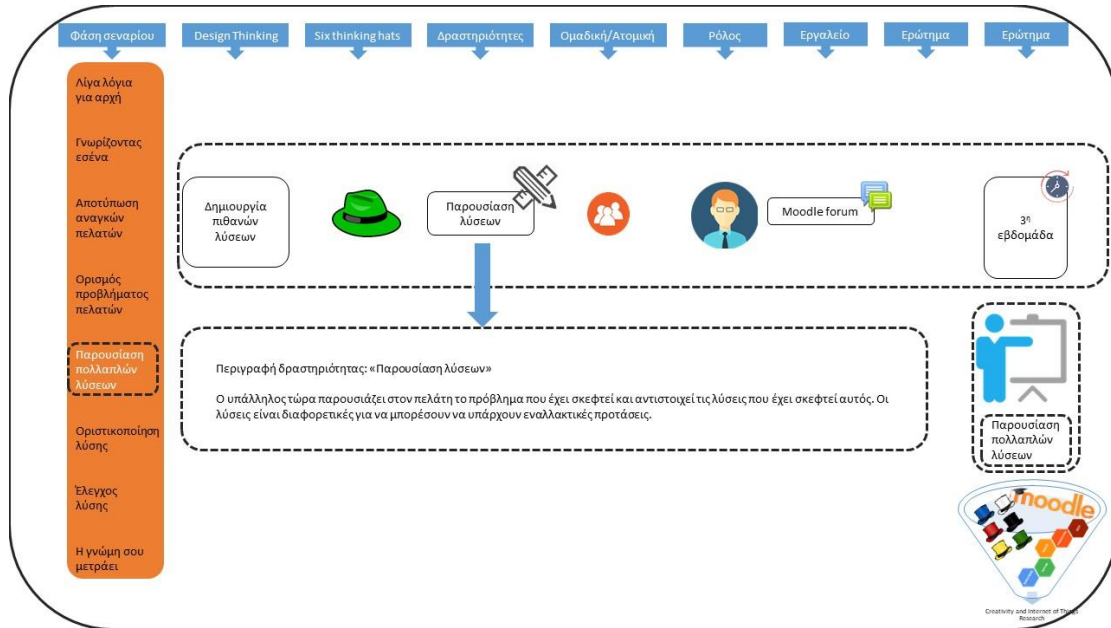 Φάση σεναρίου
Design Thinking
Six thinking hats
Δραστηριότητες
Ομαδική/Ατομική
Ρόλος
Εργαλείο
Ερώτημα
Ερώτημα
Λίγα λόγια
για αρχή
Γνωρίζοντας
εσένα
Αποτύπωση
αναγκών
πελατών
Ορισμός
προβλήματος
πελατών
Παρουσίαση
πολλαπλών
λύσεων
Οριστικοποίηση
λύσης
Έλεγχος
λύσης
Η γνώμη σου
μετράει
Δημιουργία
πιθανών
λύσεων
Παρουσίαση
λύσεων
Moodle forum
3η
εβδομάδα
Περιγραφή δραστηριότητας: «Παρουσίαση λύσεων»
Ο υπάλληλος τώρα παρουσιάζει στον πελάτη το πρόβλημα που έχει σκεφτεί και αντιστοιχεί τις λύσεις που έχει σκεφτεί αυτός. Οι
λύσεις είναι διαφορετικές για να μπορέσουν να υπάρχουν εναλλακτικές προτάσεις.
Παρουσίαση
πολλαπλών
λύσεων
moodle
Creativity and Internet of Things
Research